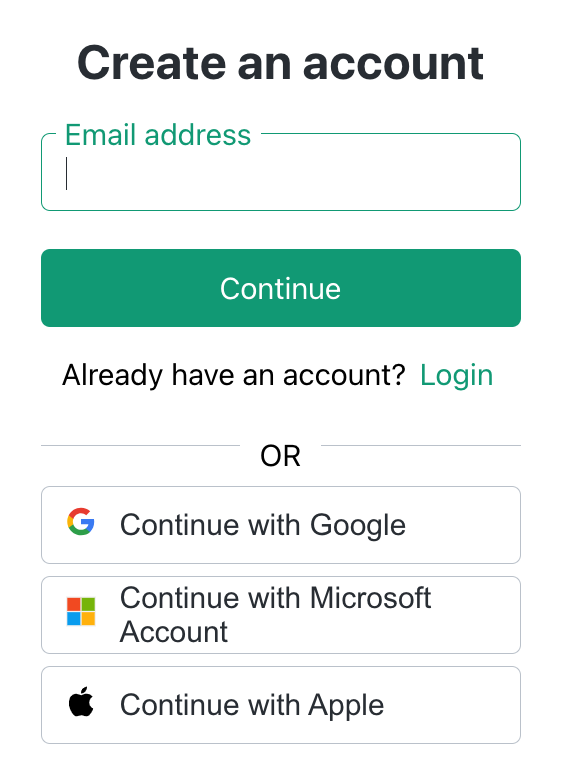 Create an account
Email address
Continue
Already have an account? Login
OR
Continue with Google
Continue with Microsoft
Account
Continue with Apple